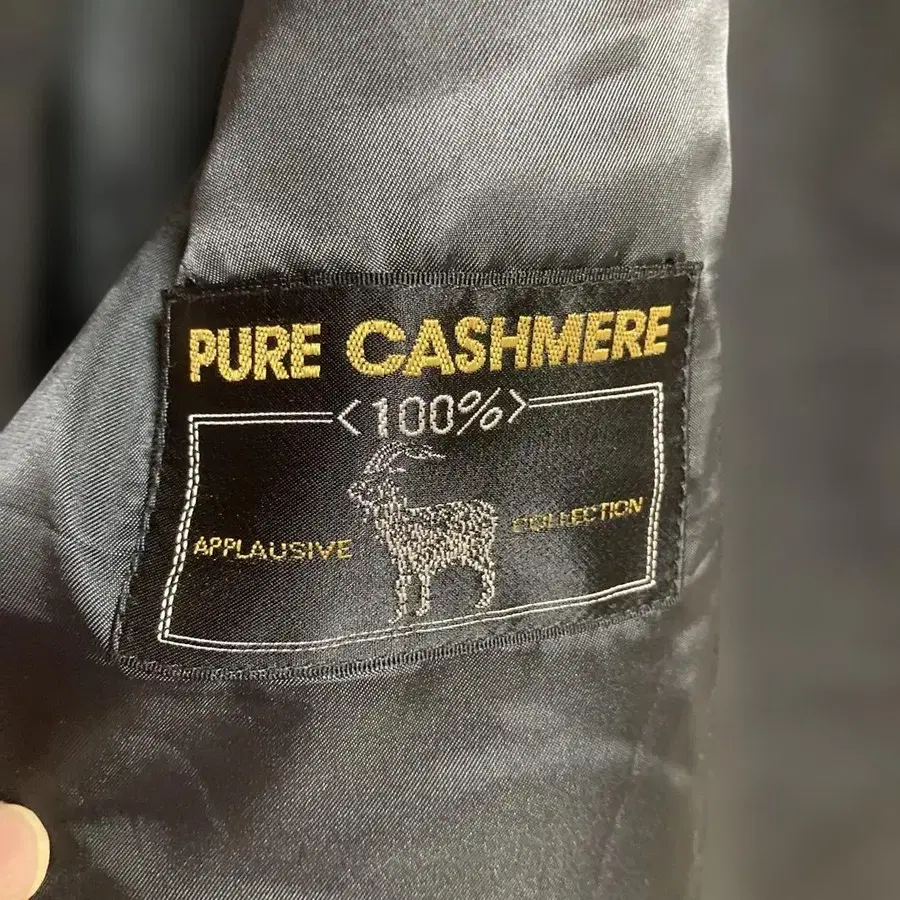 PURE CASHMERE
<100%>
APPLAUSIVE COLLECTION